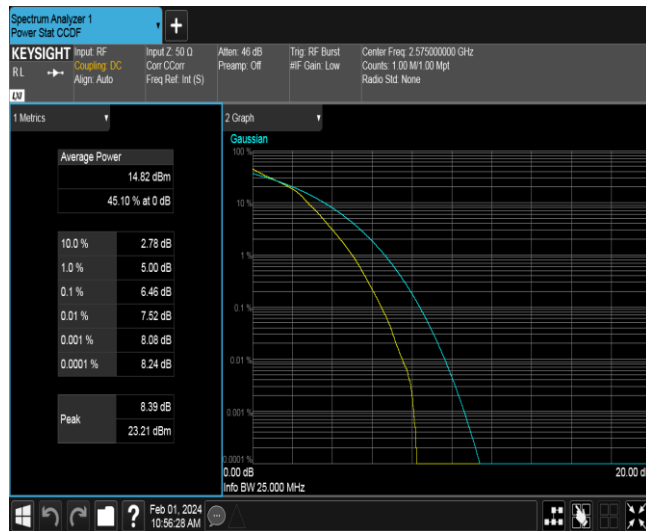 Spectrum Analyzer 1
Power Stat CCDF
+
KEYSIGHT
RL
LXI
Input: RF
Coupling: DC
Align: Auto
Input Z: 50 Ω
Corr CCorr
Freq Ref: Int (S)
Atten: 46 dB
Preamp: Off
Trig: RF Burst
#IF Gain: Low
Center Freq: 2.575000000 GHz
Counts: 1.00 M/1.00 Mpt
Radio Std: None
1 Metrics
Average Power
14.82 dBm
45.10 % at 0 dB
10.0 % 2.78 dB
1.0 % 5.00 dB
0.1 % 6.46 dB
0.01 % 7.52 dB
0.001 % 8.08 dB
0.0001 % 8.24 dB
Peak
8.39 dB
23.21 dBm
2 Graph
Gaussian
100 %
10 %
1 %
0.1 %
0.01 %
0.001 %
0.0001 %
0.00 dB
20.00 d
Info BW 25.000 MHz
?
Feb 01, 2024
10:56:28 AM